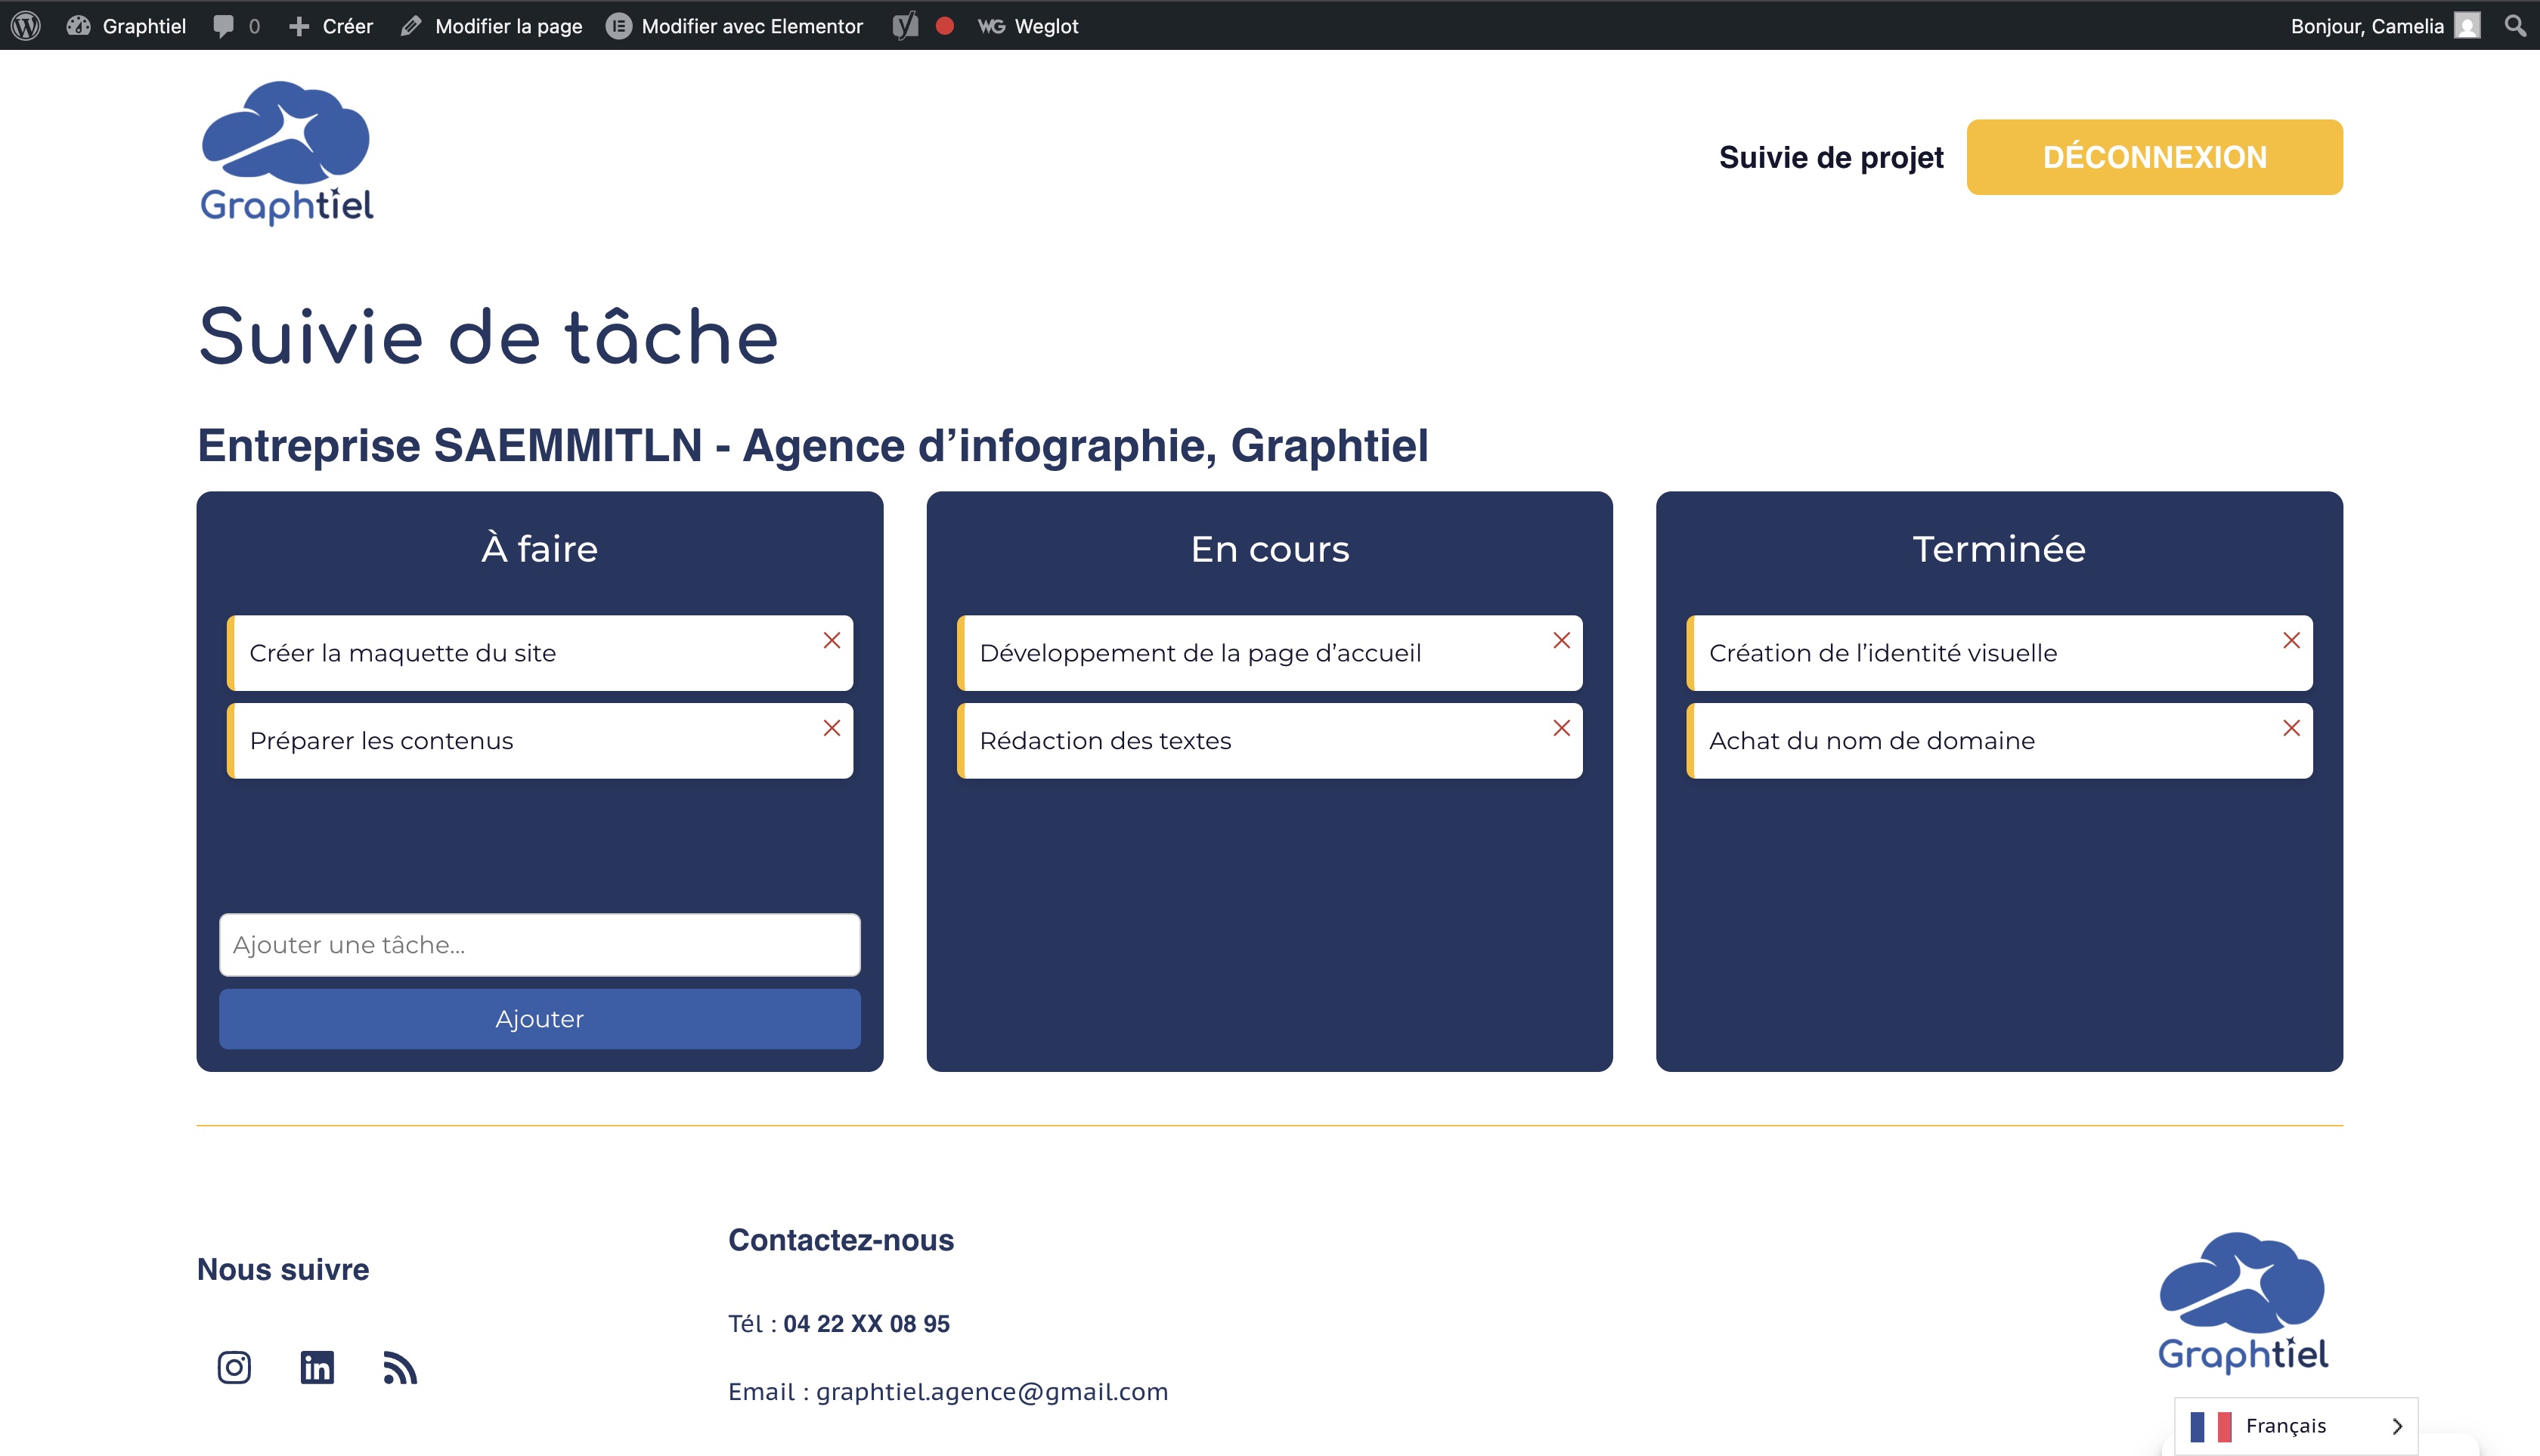 Graphtiel 0 Créer Modifier la page Modifier avec Elementor WG Weglot Bonjour, Camelia
Graphtiel
Suivie de projet DÉCONNEXION
Suivie de tâche
Entreprise SAEMMITLN - Agence d’infographie, Graphtiel
À faire
Créer la maquette du site
Préparer les contenus
Ajouter une tâche...
Ajouter
En cours
Développement de la page d’accueil
Rédaction des textes
Terminée
Création de l’identité visuelle
Achat du nom de domaine
Nous suivre
Contactez-nous
Tél : 04 22 XX 08 95
Email : graphtiel.agence@gmail.com
Graphtiel
Français